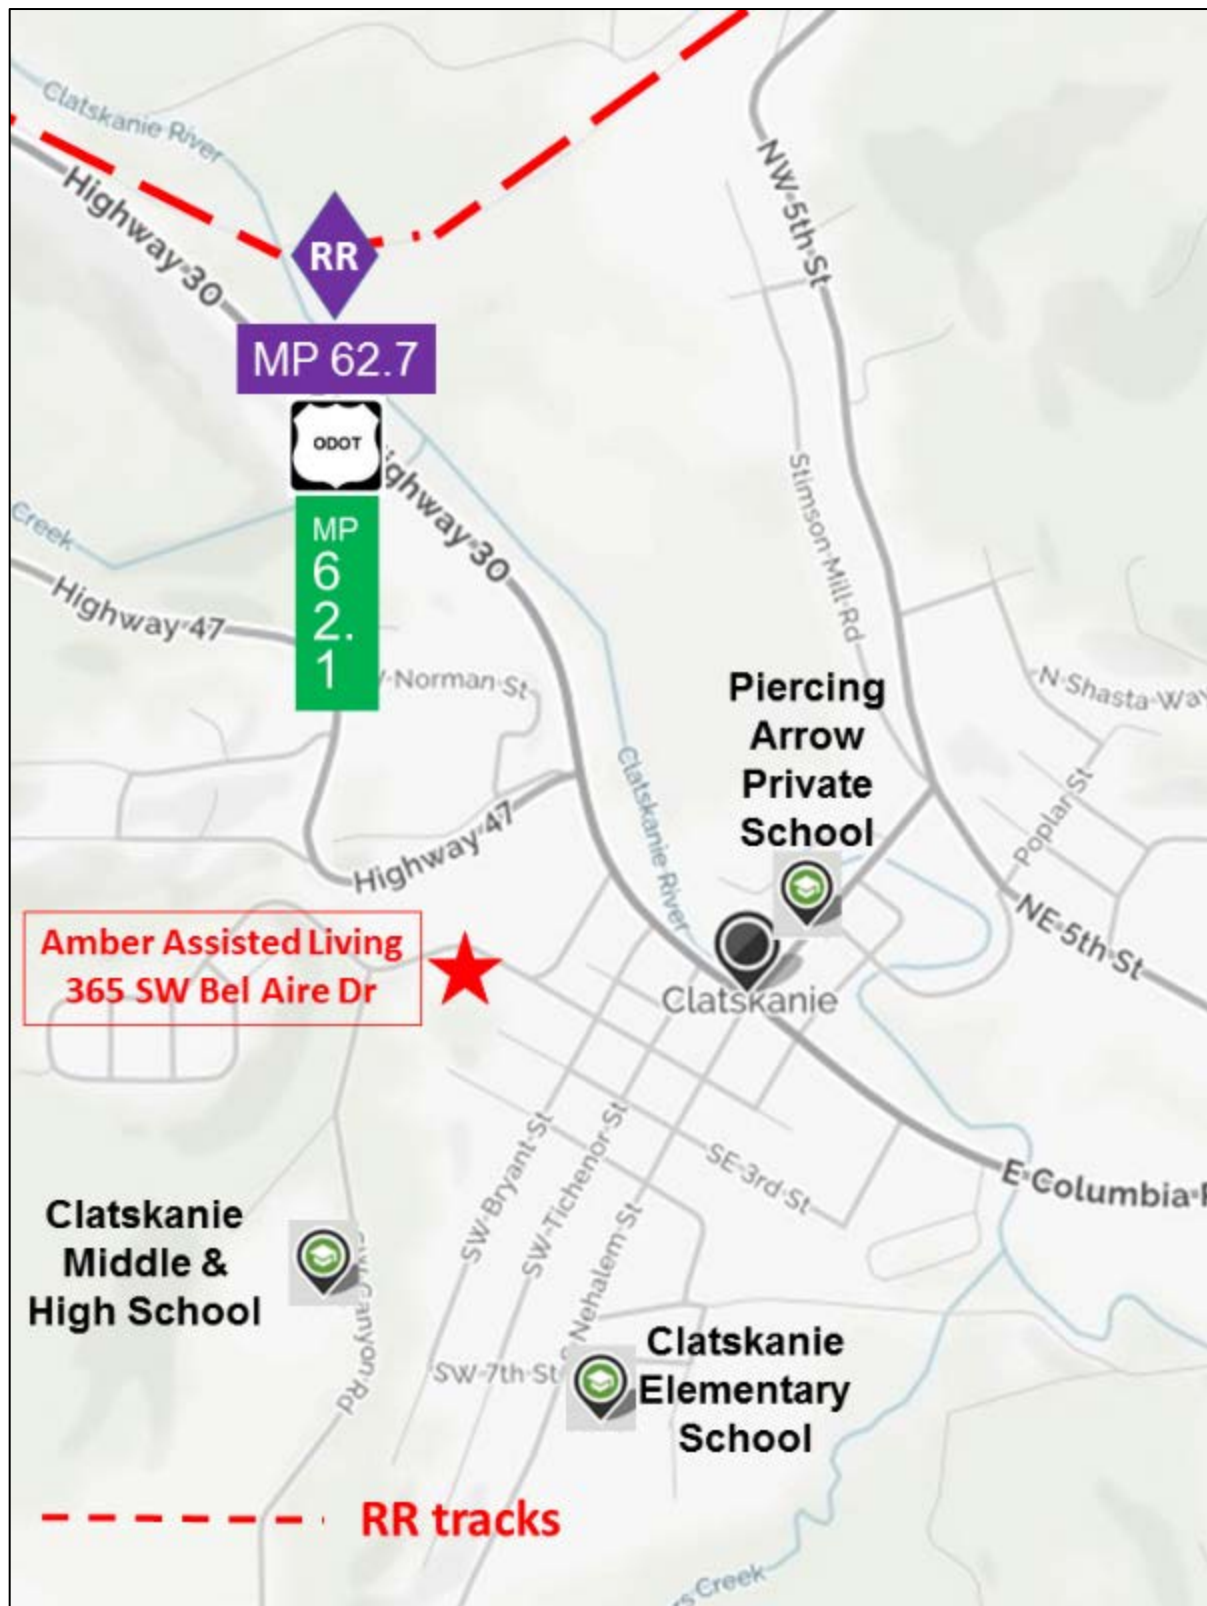 Clatskanie River
Highway 30
RR
MP 62.7
ODOT
MP
6
2.
1
NW 5th St
Highway 30
Creek
Highway 47
Norman St
Stimson Mill Rd
N Shasta Way
Piercing
Arrow
Private
School
Clatskanie River
Poplar St
Highway 47
NE 5th St
Amber Assisted Living
365 SW Bel Aire Dr
Clatskanie
SW Bryant St
SW Tichenor St
SE 3rd St
E Columbia
Nehalem St
Clatskanie
Middle &
High School
SW Canyon Rd
SW 7th St
Clatskanie
Elementary
School
RR tracks
Creek